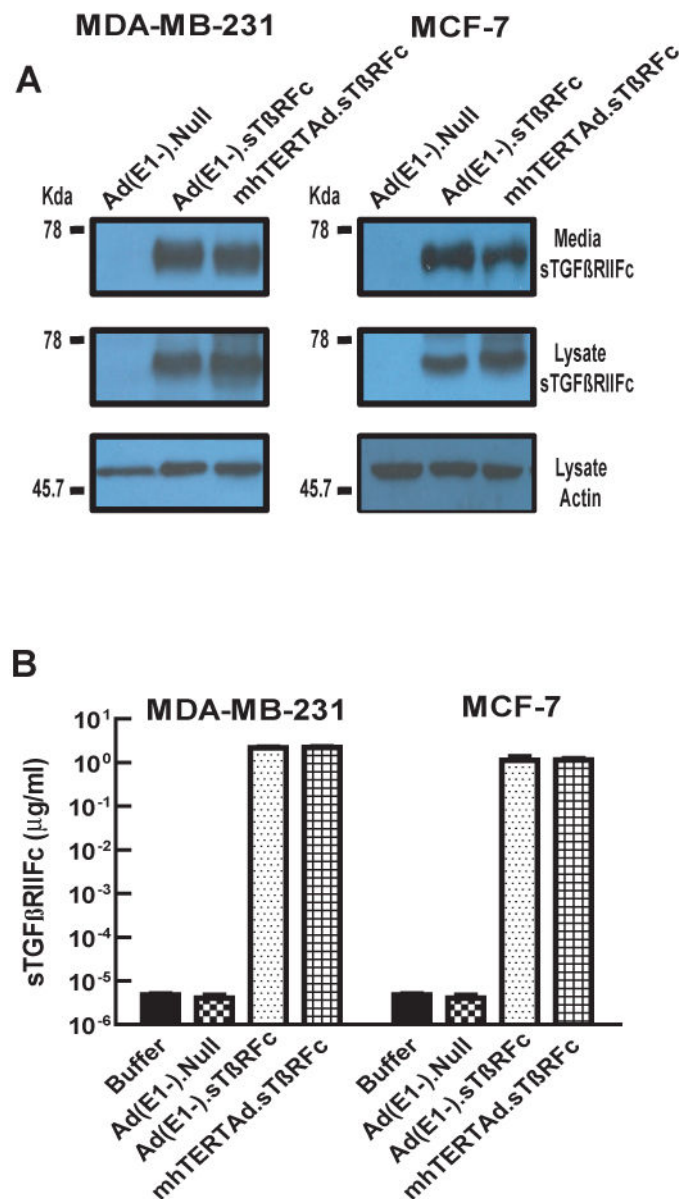 MDA-MB-231 MCF-7
A
Ad(E1-).Null Ad(E1-).sTßRFc mhTERTAd.sTßRFc Ad(E1-).Null Ad(E1-).sTßRFc mhTERTAd.sTßRFc
Kda Kda
78 78 Media
sTGFßRIIFc
78 78 Lysate
sTGFßRIIFc
45.7 45.7 Lysate
Actin
B
MDA-MB-231 MCF-7
sTGFßRIIFc (µg/ml)
10¹
10⁰
10⁻¹
10⁻²
10⁻³
10⁻⁴
10⁻⁵
10⁻⁶
Buffer Ad(E1-).Null Ad(E1-).sTßRFc mhTERTAd.sTßRFc Buffer Ad(E1-).Null Ad(E1-).sTßRFc mhTERTAd.sTßRFc